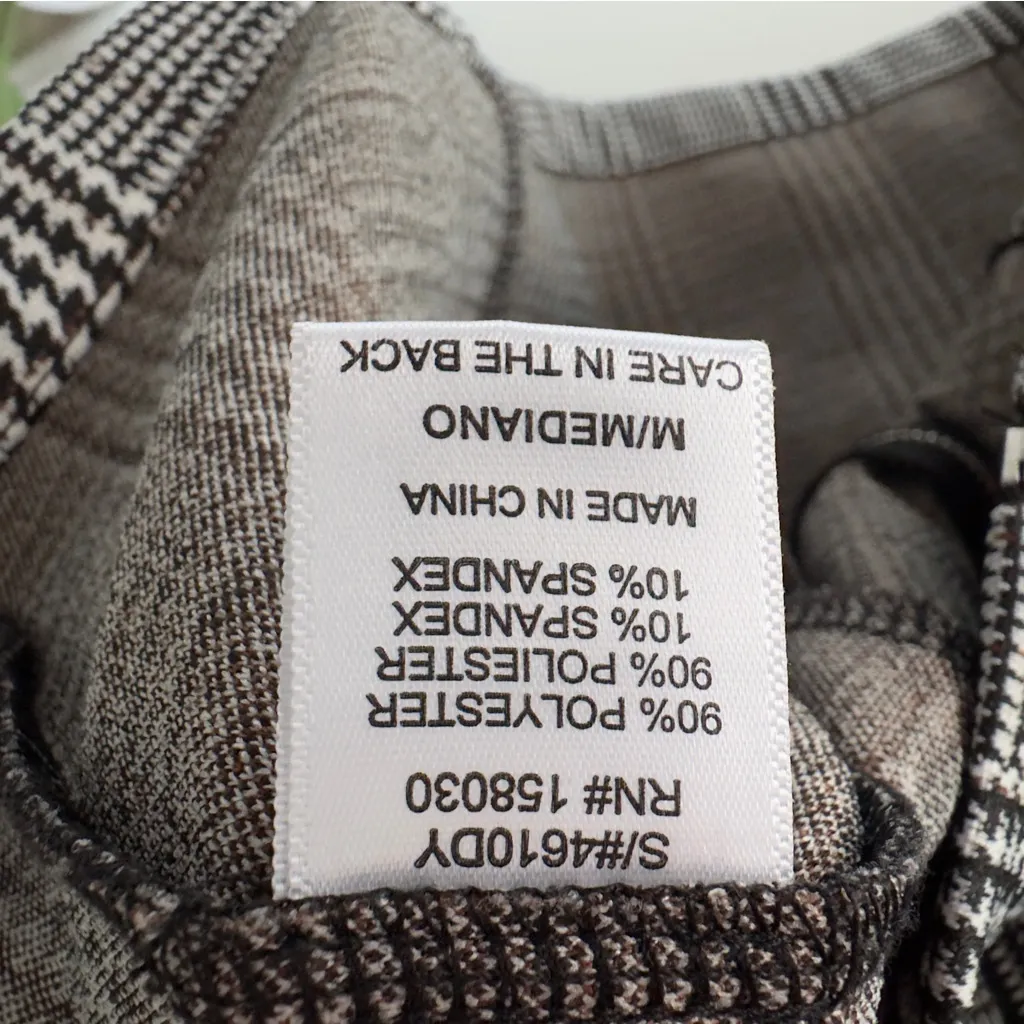 S/#4610DY
RN# 158030
90% POLYESTER
90% POLIESTER
10% SPANDEX
10% SPANDEX
MADE IN CHINA
M/MEDIANO
CARE IN THE BACK